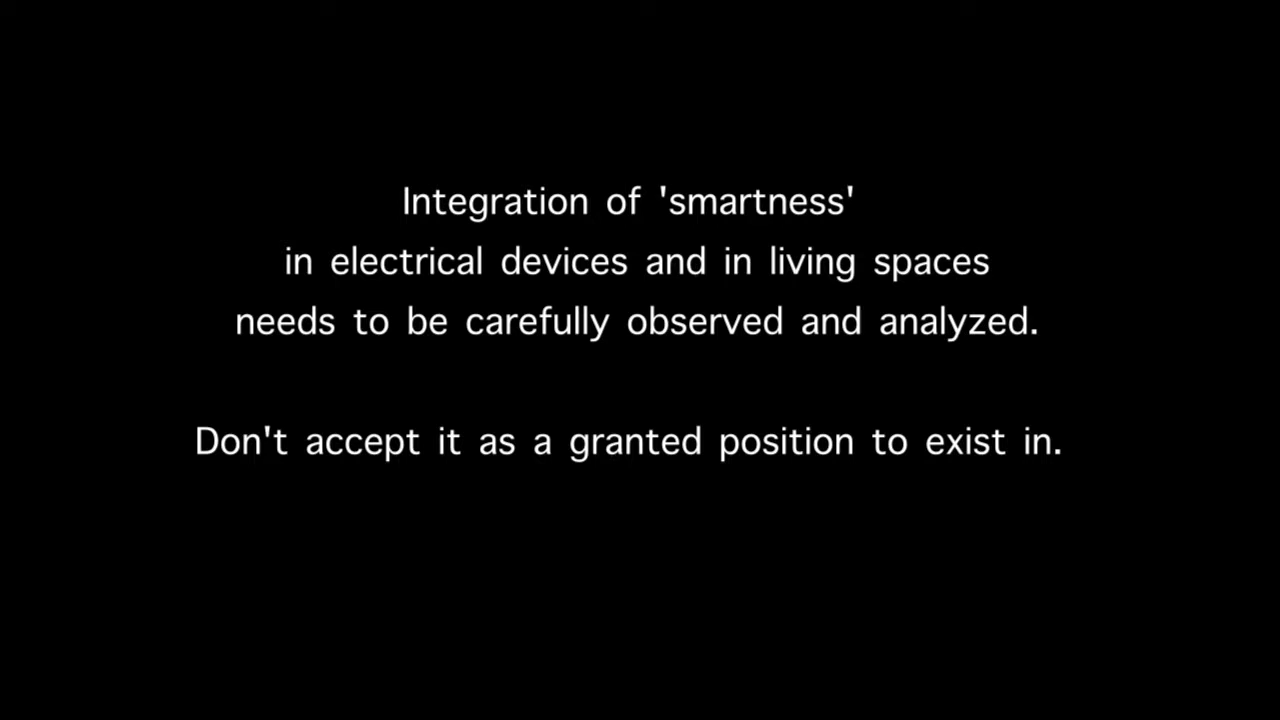 Integration of 'smartness'
in electrical devices and in living spaces
needs to be carefully observed and analyzed.
Don't accept it as a granted position to exist in.